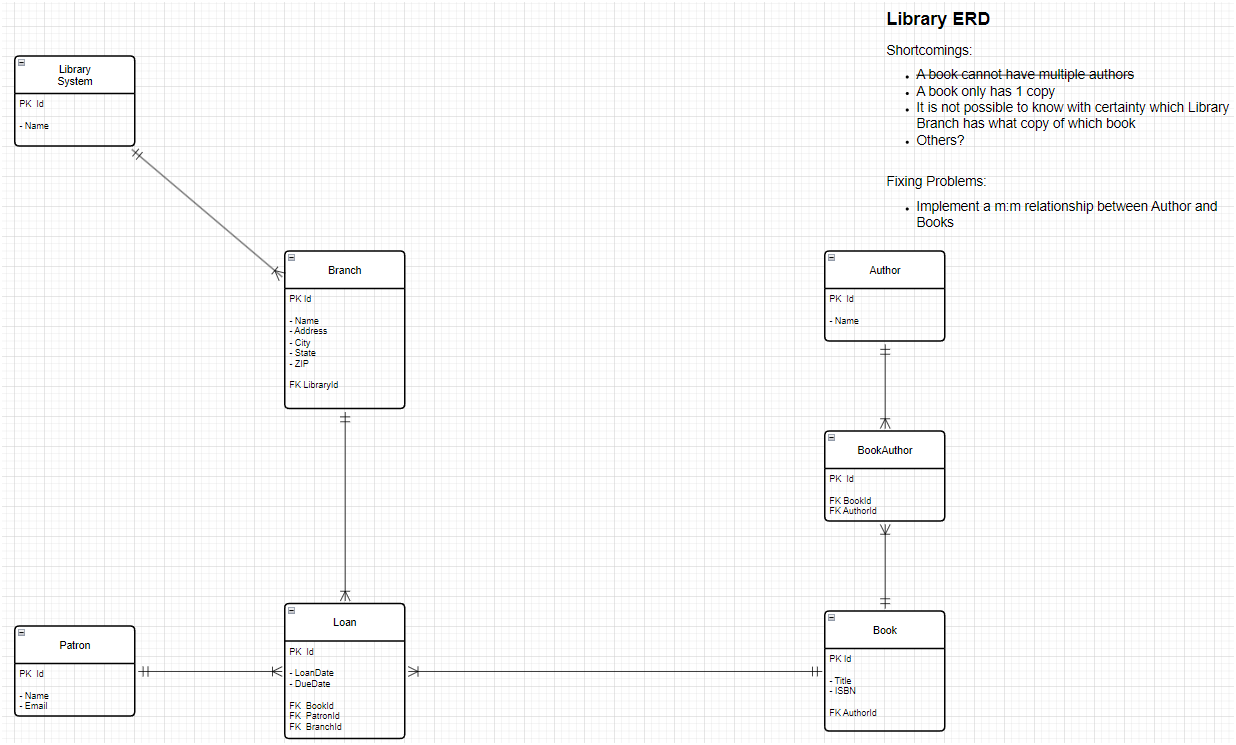 Library ERD
Shortcomings:
A book cannot have multiple authors
A book only has 1 copy
It is not possible to know with certainty which Library
Branch has what copy of which book
Others?
Fixing Problems:
Implement a m:m relationship between Author and
Books
Library
System
PK Id
- Name
Branch
PK Id
- Name
- Address
- City
- State
- ZIP
FK LibraryId
Author
PK Id
- Name
BookAuthor
PK Id
FK BookId
FK AuthorId
Patron
PK Id
- Name
- Email
Loan
PK Id
- LoanDate
- DueDate
FK BookId
FK PatronId
FK BranchId
Book
PK Id
- Title
- ISBN
FK AuthorId